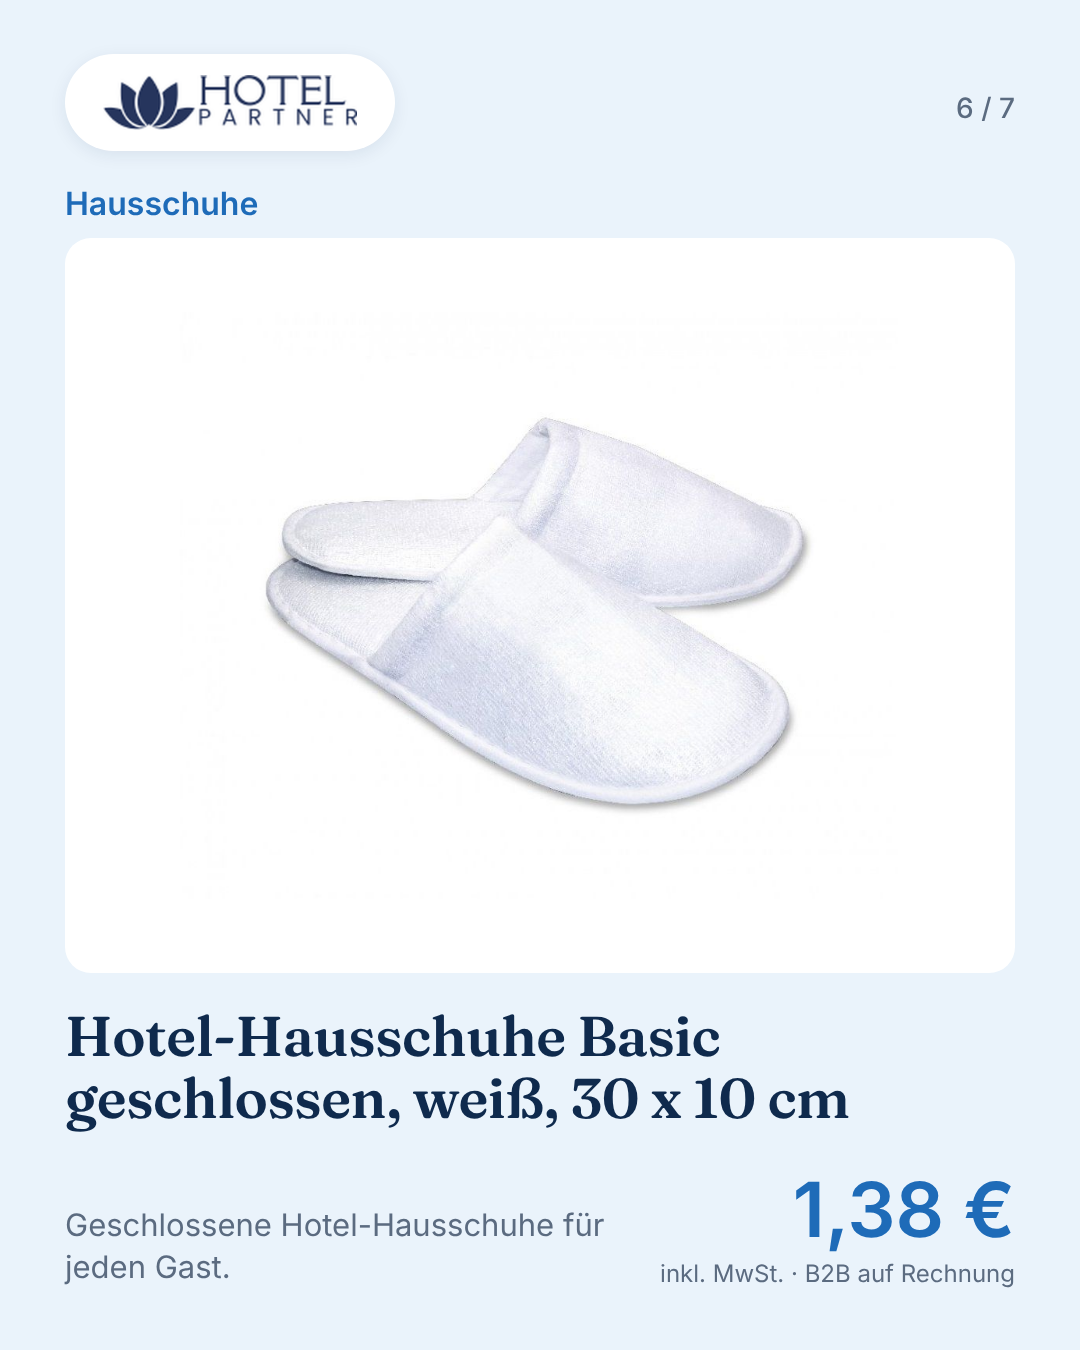 HOTEL
PARTNER
6 / 7
Hausschuhe
Hotel-Hausschuhe Basic
geschlossen, weiß, 30 x 10 cm
Geschlossene Hotel-Hausschuhe für
jeden Gast.
1,38 €
inkl. MwSt. · B2B auf Rechnung